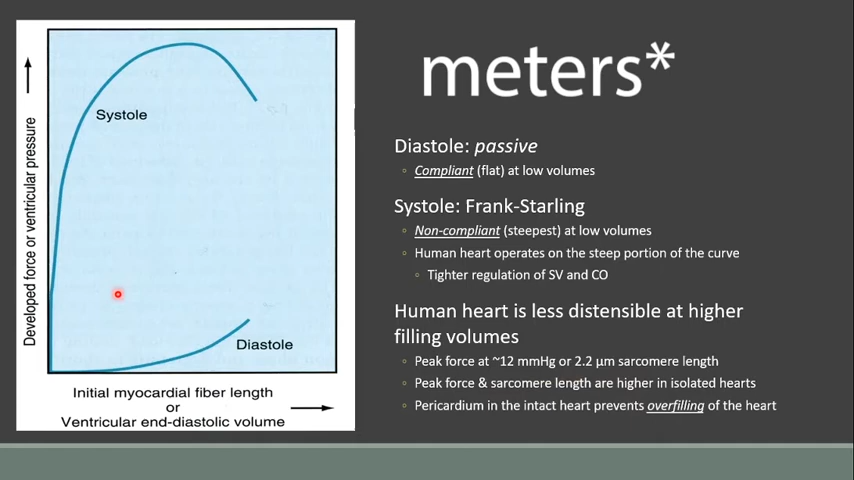 Developed force or ventricular pressure
Systole
Diastole
Initial myocardial fiber length
or
Ventricular end-diastolic volume
meters*
Diastole: passive
Compliant (flat) at low volumes
Systole: Frank-Starling
Non-compliant (steepest) at low volumes
Human heart operates on the steep portion of the curve
Tighter regulation of SV and CO
Human heart is less distensible at higher
filling volumes
Peak force at ~12 mmHg or 2.2 μm sarcomere length
Peak force & sarcomere length are higher in isolated hearts
Pericardium in the intact heart prevents overfilling of the heart